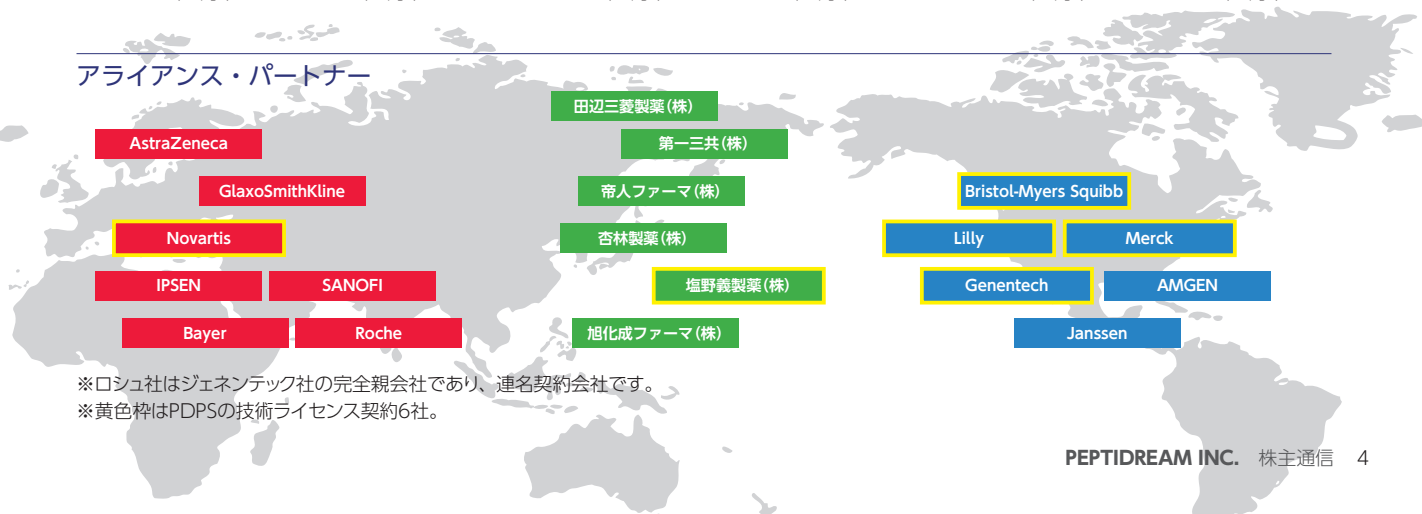 アライアンス・パートナー
田辺三菱製薬(株)
AstraZeneca
第一三共(株)
GlaxoSmithKline
帝人ファーマ(株)
Bristol-Myers Squibb
Novartis
杏林製薬(株)
Lilly
Merck
IPSEN
SANOFI
塩野義製薬(株)
Genentech
AMGEN
Bayer
Roche
旭化成ファーマ(株)
Janssen
※ロシュ社はジェネンテック社の完全親会社であり、連名契約会社です。
※黄色枠はPDPSの技術ライセンス契約6社。
PEPTIDREAM INC. 株主通信 4